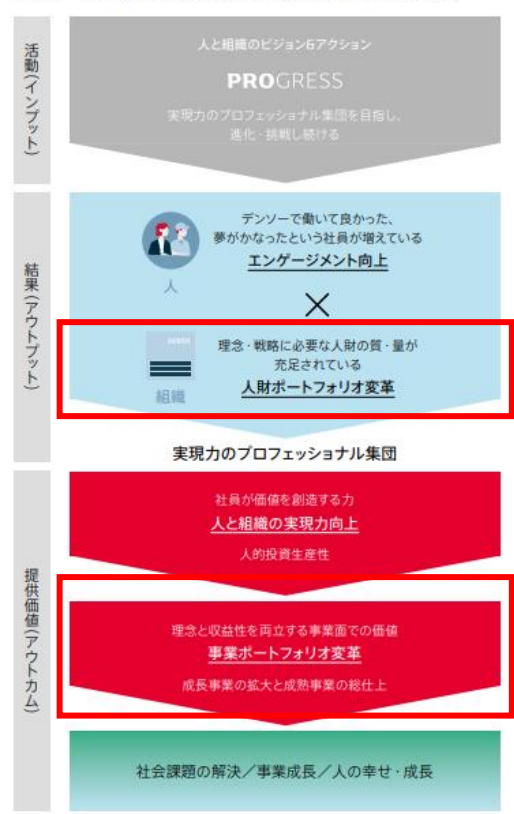 活動(インプット)
人と組織のビジョン&アクション
PROGRESS
実現力のプロフェッショナル集団を目指し、
進化・挑戦し続ける
結果(アウトプット)
デンソーで働いて良かった、
夢がかなったという社員が増えている
エンゲージメント向上
人
×
理念・戦略に必要な人財の質・量が
充足されている
人財ポートフォリオ変革
組織
実現力のプロフェッショナル集団
提供価値(アウトカム)
社員が価値を創造する力
人と組織の実現力向上
人的投資生産性
理念と収益性を両立する事業面での価値
事業ポートフォリオ変革
成長事業の拡大と成熟事業の総仕上
社会課題の解決/事業成長/人の幸せ・成長